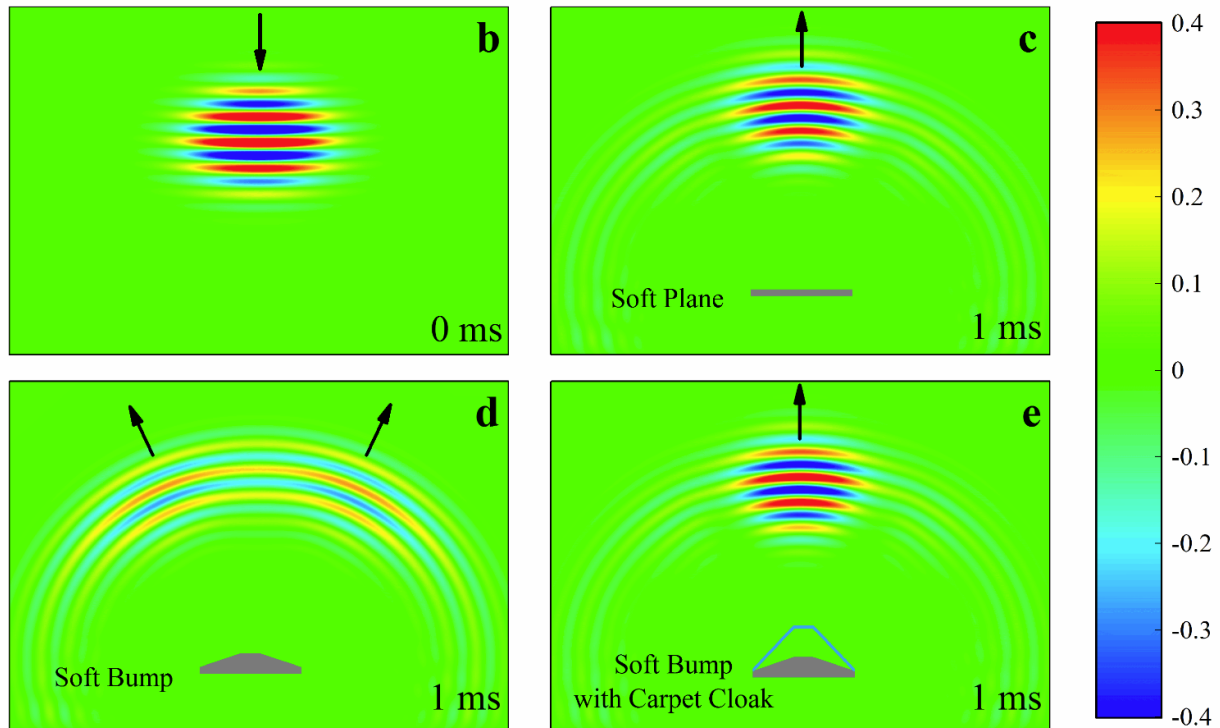 b
0 ms
c
Soft Plane
1 ms
d
Soft Bump
1 ms
e
Soft Bump
with Carpet Cloak
1 ms
0.4
0.3
0.2
0.1
0
-0.1
-0.2
-0.3
-0.4